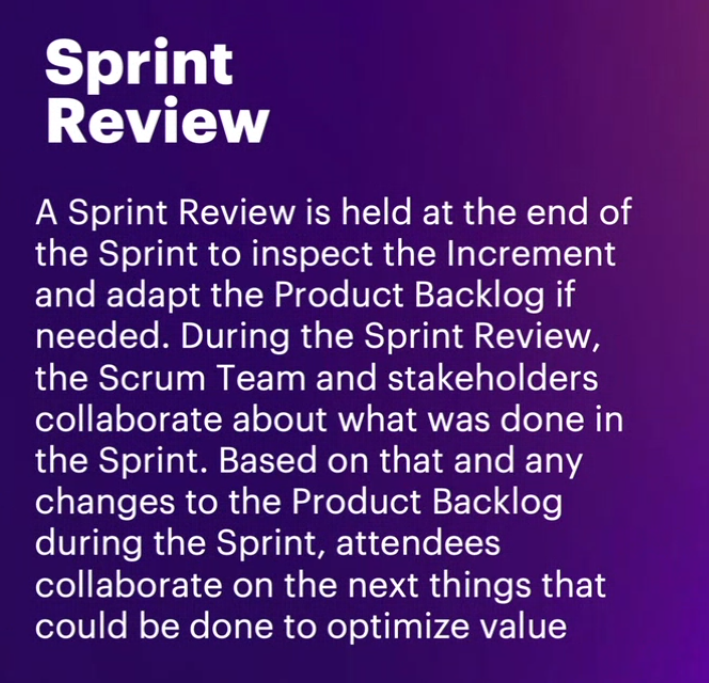 Sprint
Review
A Sprint Review is held at the end of
the Sprint to inspect the Increment
and adapt the Product Backlog if
needed. During the Sprint Review,
the Scrum Team and stakeholders
collaborate about what was done in
the Sprint. Based on that and any
changes to the Product Backlog
during the Sprint, attendees
collaborate on the next things that
could be done to optimize value